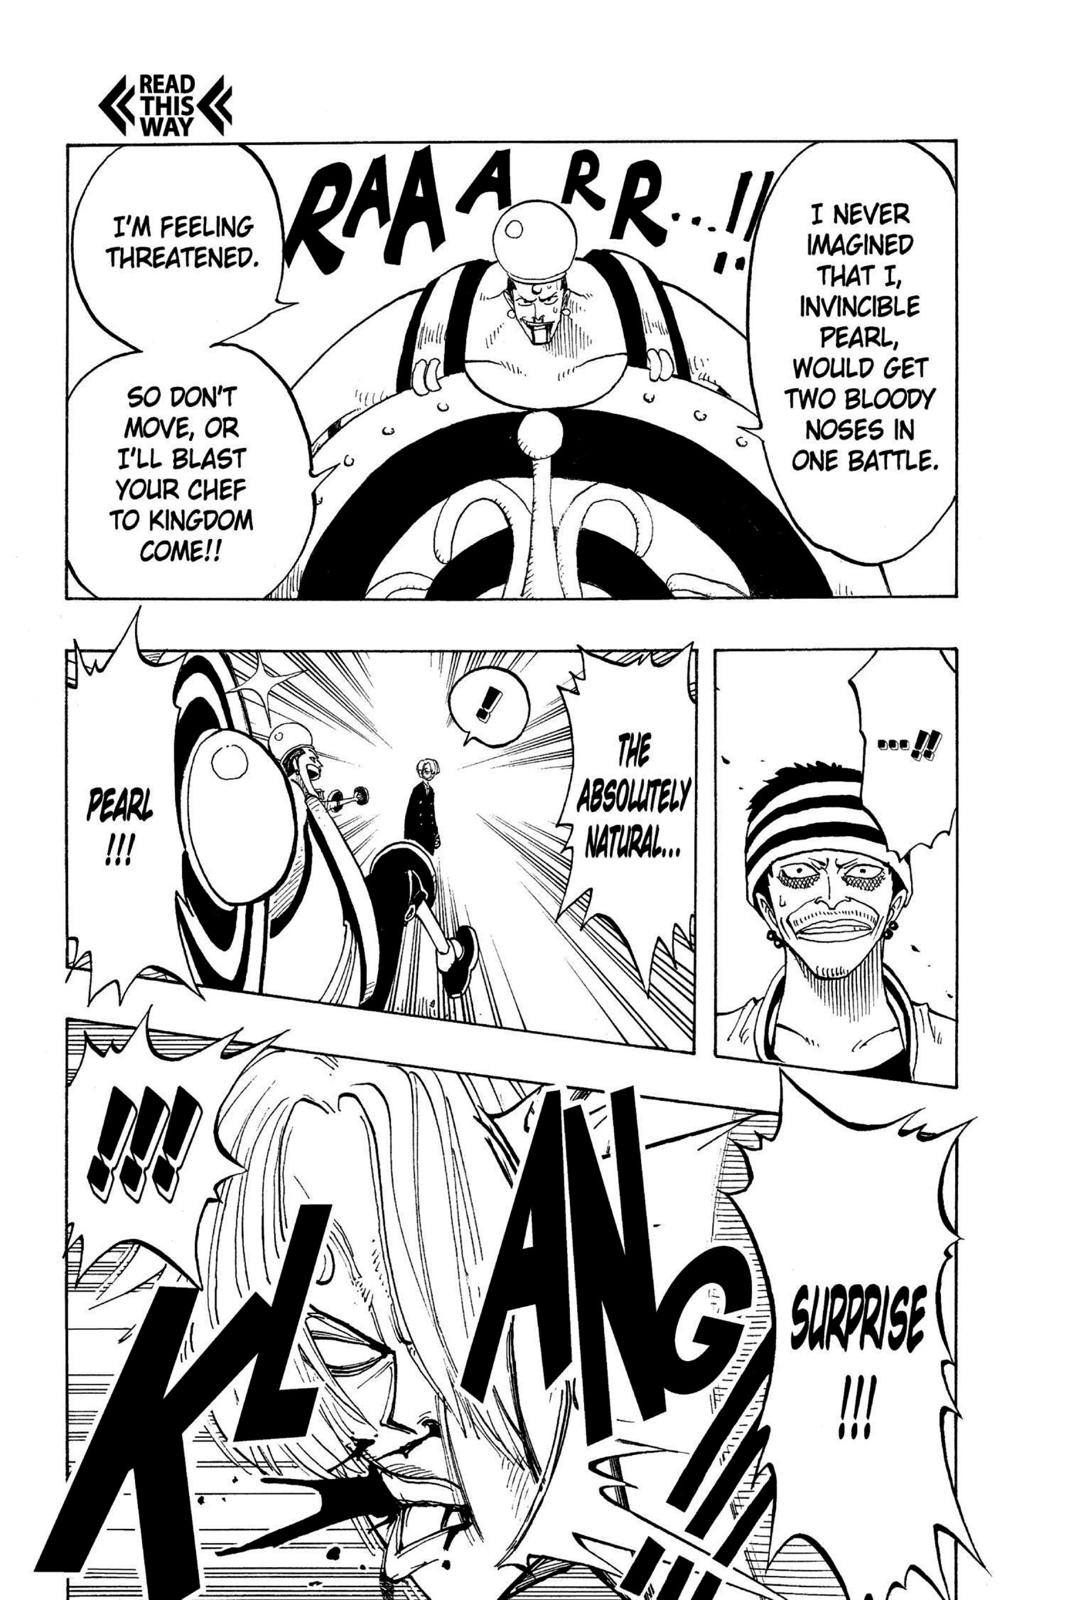 READ
THIS
WAY
I NEVER
IMAGINED
THAT I,
INVINCIBLE
PEARL,
WOULD GET
TWO BLOODY
NOSES IN
ONE BATTLE.
RAAARR...!!
I'M FEELING
THREATENED.
SO DON'T
MOVE, OR
I'LL BLAST
YOUR CHEF
TO KINGDOM
COME!!
...!!
THE
ABSOLUTELY
NATURAL...
!
PEARL
!!!
SURPRISE
!!!
KLANG!!!
!!!
!!!